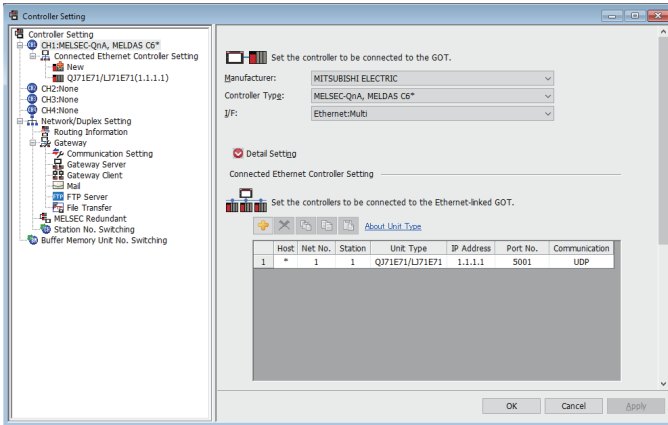 Controller Setting
Controller Setting
CH1:MELSEC-QnA, MELDAS C6*
Connected Ethernet Controller Setting
New
QJ71E71/LJ71E71(1.1.1.1)
CH2:None
CH3:None
CH4:None
Network/Duplex Setting
Routing Information
Gateway
Communication Setting
Gateway Server
Gateway Client
Mail
FTP Server
File Transfer
MELSEC Redundant
Station No. Switching
Buffer Memory Unit No. Switching
Set the controller to be connected to the GOT.
Manufacturer: MITSUBISHI ELECTRIC
Controller Type: MELSEC-QnA, MELDAS C6*
I/F: Ethernet:Multi
Detail Setting
Connected Ethernet Controller Setting
Set the controllers to be connected to the Ethernet-linked GOT.
About Unit Type
Host Net No. Station Unit Type IP Address Port No. Communication
1 * 1 1 QJ71E71/LJ71E71 1.1.1.1 5001 UDP
OK Cancel Apply